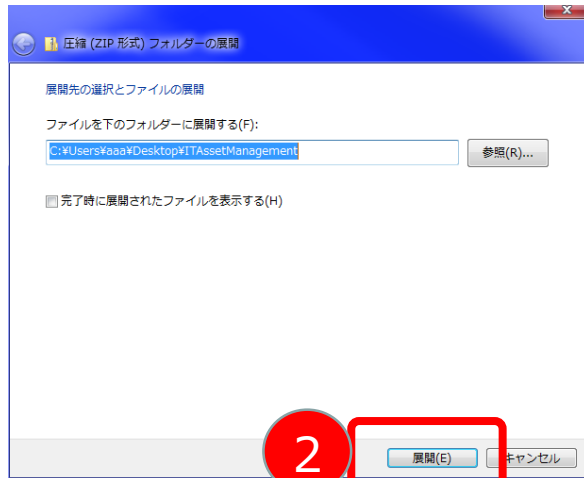 圧縮 (ZIP 形式) フォルダーの展開
展開先の選択とファイルの展開
ファイルを下のフォルダーに展開する(F):
C:¥Users¥aaa¥Desktop¥ITAssetManagement
参照(R)...
完了時に展開されたファイルを表示する(H)
2
展開(E)
キャンセル